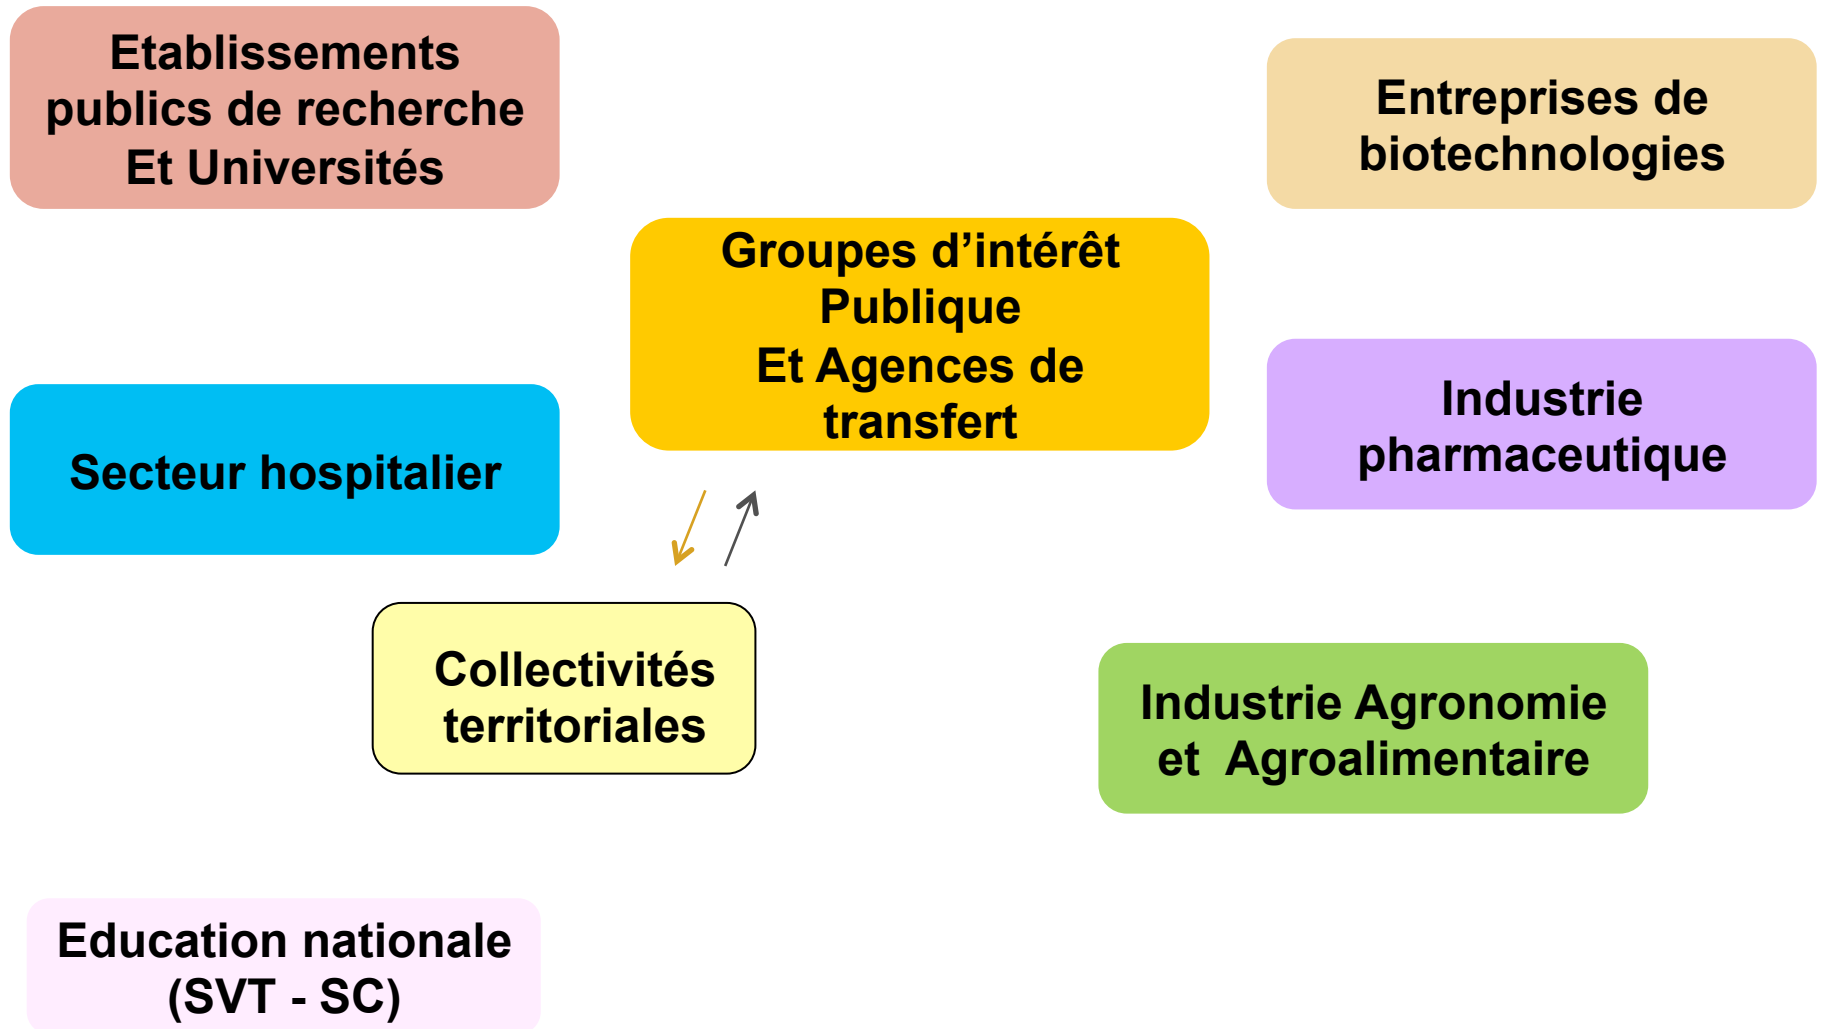 Etablissements
publics de recherche
Et Universités
Entreprises de
biotechnologies
Groupes d’intérêt
Publique
Et Agences de
transfert
Industrie
pharmaceutique
Secteur hospitalier
Collectivités
territoriales
Industrie Agronomie
et  Agroalimentaire
Education nationale
(SVT - SC)